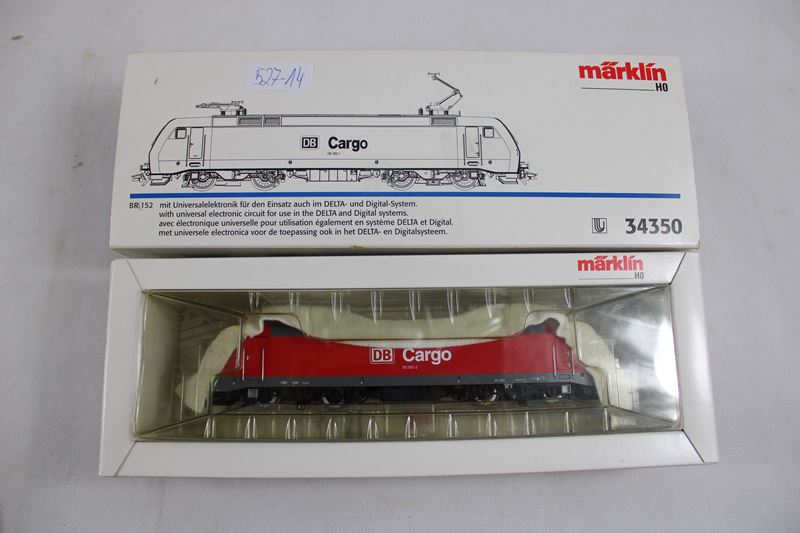 527-14
märklin
H0
DB Cargo
BR 152 mit Universalelektronik für den Einsatz auch im DELTA- und Digital-System.
with universal electronic circuit for use in the DELTA and Digital systems.
avec électronique universelle pour utilisation également en système DELTA et Digital.
met universele electronica voor de toepassing ook in het DELTA- en Digitalsysteem.
U 34350
märklin
H0
DB Cargo